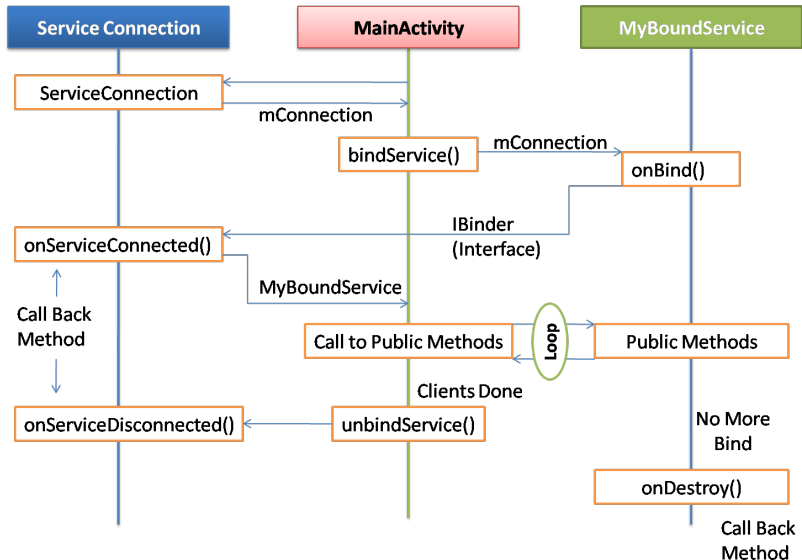 Service Connection
MainActivity
MyBoundService
ServiceConnection
mConnection
bindService()
mConnection
onBind()
IBinder
(Interface)
onServiceConnected()
MyBoundService
Call Back
Method
Call to Public Methods
Loop
Public Methods
Clients Done
onServiceDisconnected()
unbindService()
No More
Bind
onDestroy()
Call Back
Method